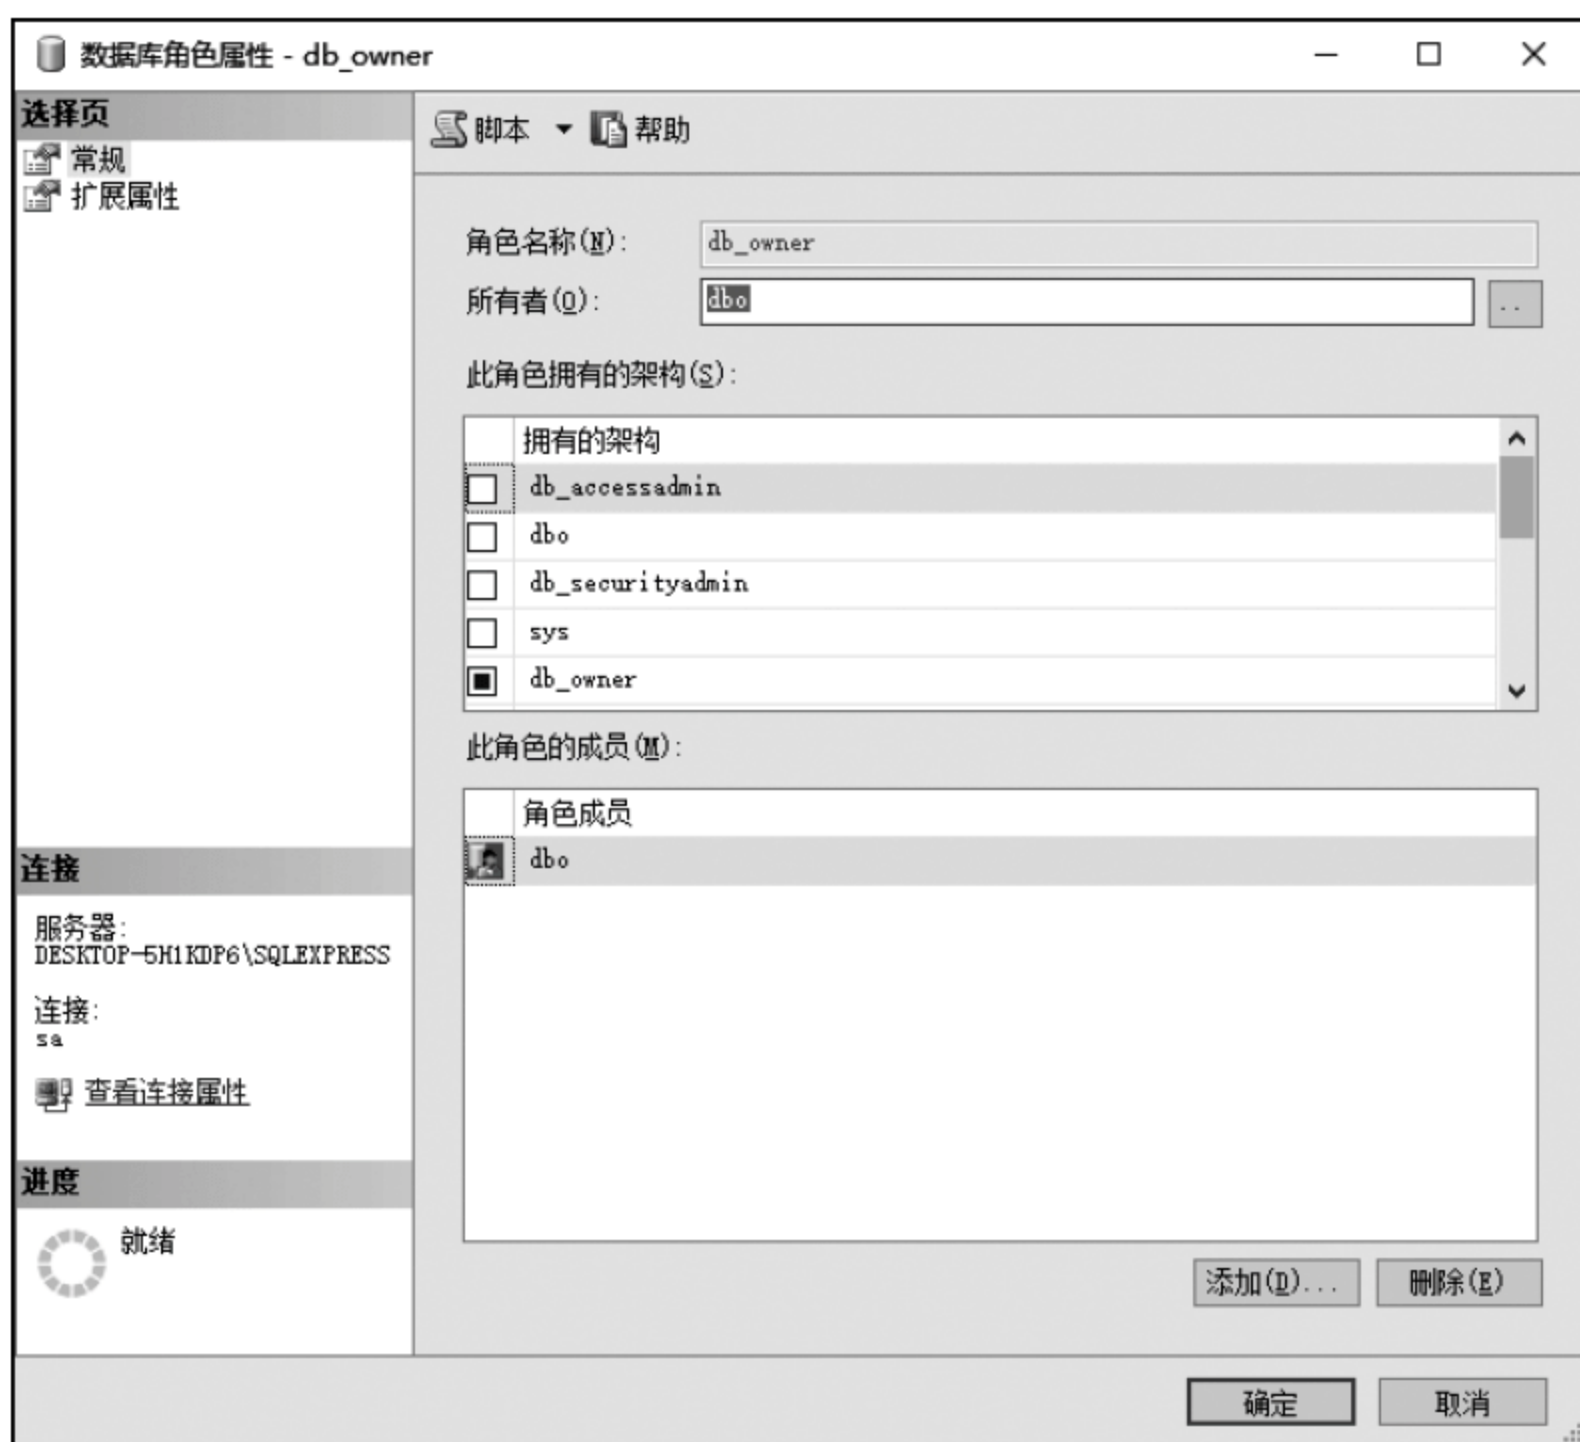 数据库角色属性 - db_owner
选择页
常规
扩展属性
脚本
帮助
角色名称(N):
db_owner
所有者(O):
dbo
..
此角色拥有的架构(S):
拥有的架构
db_accessadmin
dbo
db_securityadmin
sys
db_owner
此角色的成员(M):
角色成员
dbo
连接
服务器:
DESKTOP-5H1KDP6\SQLEXPRESS
连接:
sa
查看连接属性
进度
就绪
添加(D)...
删除(E)
确定
取消